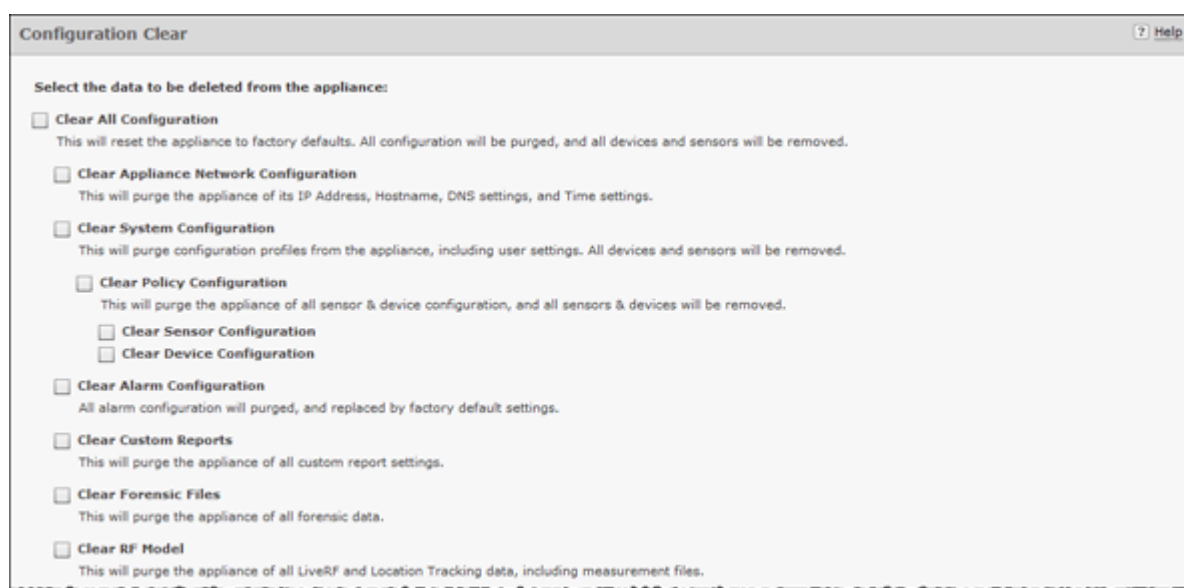 Configuration Clear
? Help
Select the data to be deleted from the appliance:
Clear All Configuration
This will reset the appliance to factory defaults. All configuration will be purged, and all devices and sensors will be removed.
Clear Appliance Network Configuration
This will purge the appliance of its IP Address, Hostname, DNS settings, and Time settings.
Clear System Configuration
This will purge configuration profiles from the appliance, including user settings. All devices and sensors will be removed.
Clear Policy Configuration
This will purge the appliance of all sensor & device configuration, and all sensors & devices will be removed.
Clear Sensor Configuration
Clear Device Configuration
Clear Alarm Configuration
All alarm configuration will purged, and replaced by factory default settings.
Clear Custom Reports
This will purge the appliance of all custom report settings.
Clear Forensic Files
This will purge the appliance of all forensic data.
Clear RF Model
This will purge the appliance of all LiveRF and Location Tracking data, including measurement files.